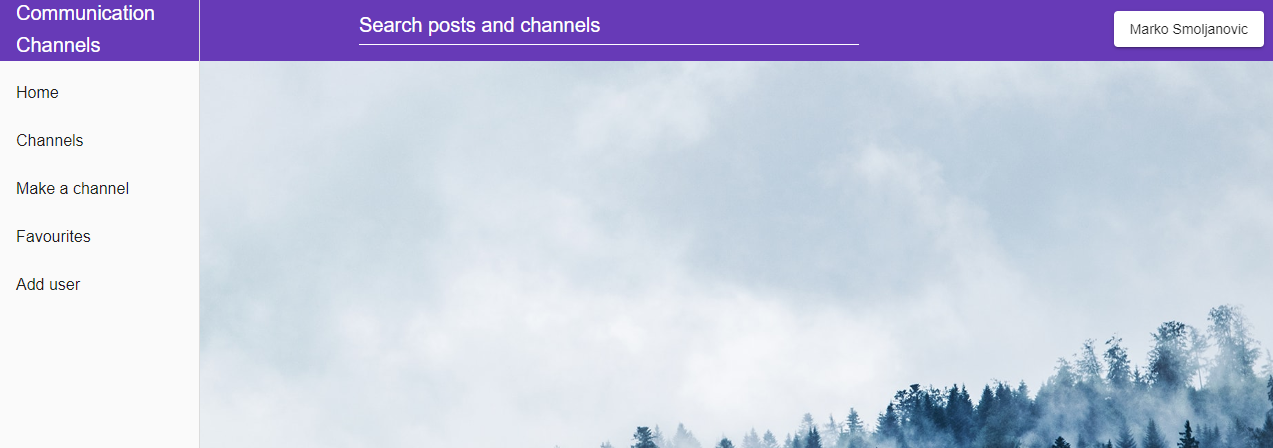 Communication
Channels
Search posts and channels
Marko Smoljanovic
Home
Channels
Make a channel
Favourites
Add user